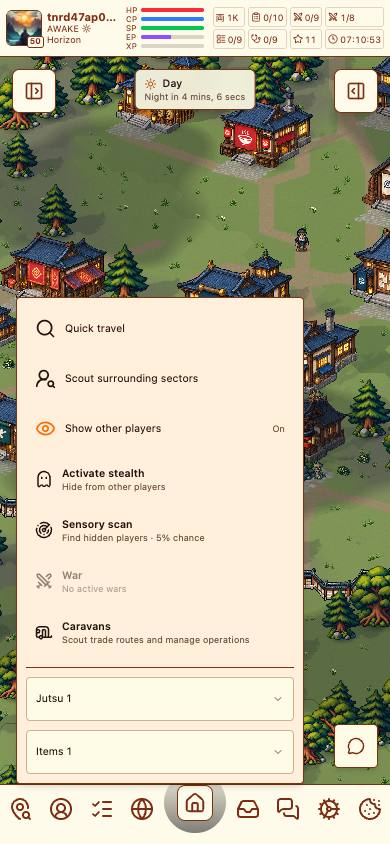 tnrd47ap0...
AWAKE
Horizon
50
HP
CP
SP
EP
XP
1K
0/10
0/9
1/8
0/9
0/9
11
07:10:53
Day
Night in 4 mins, 6 secs
Quick travel
Scout surrounding sectors
Show other players
On
Activate stealth
Hide from other players
Sensory scan
Find hidden players · 5% chance
War
No active wars
Caravans
Scout trade routes and manage operations
Jutsu 1
Items 1